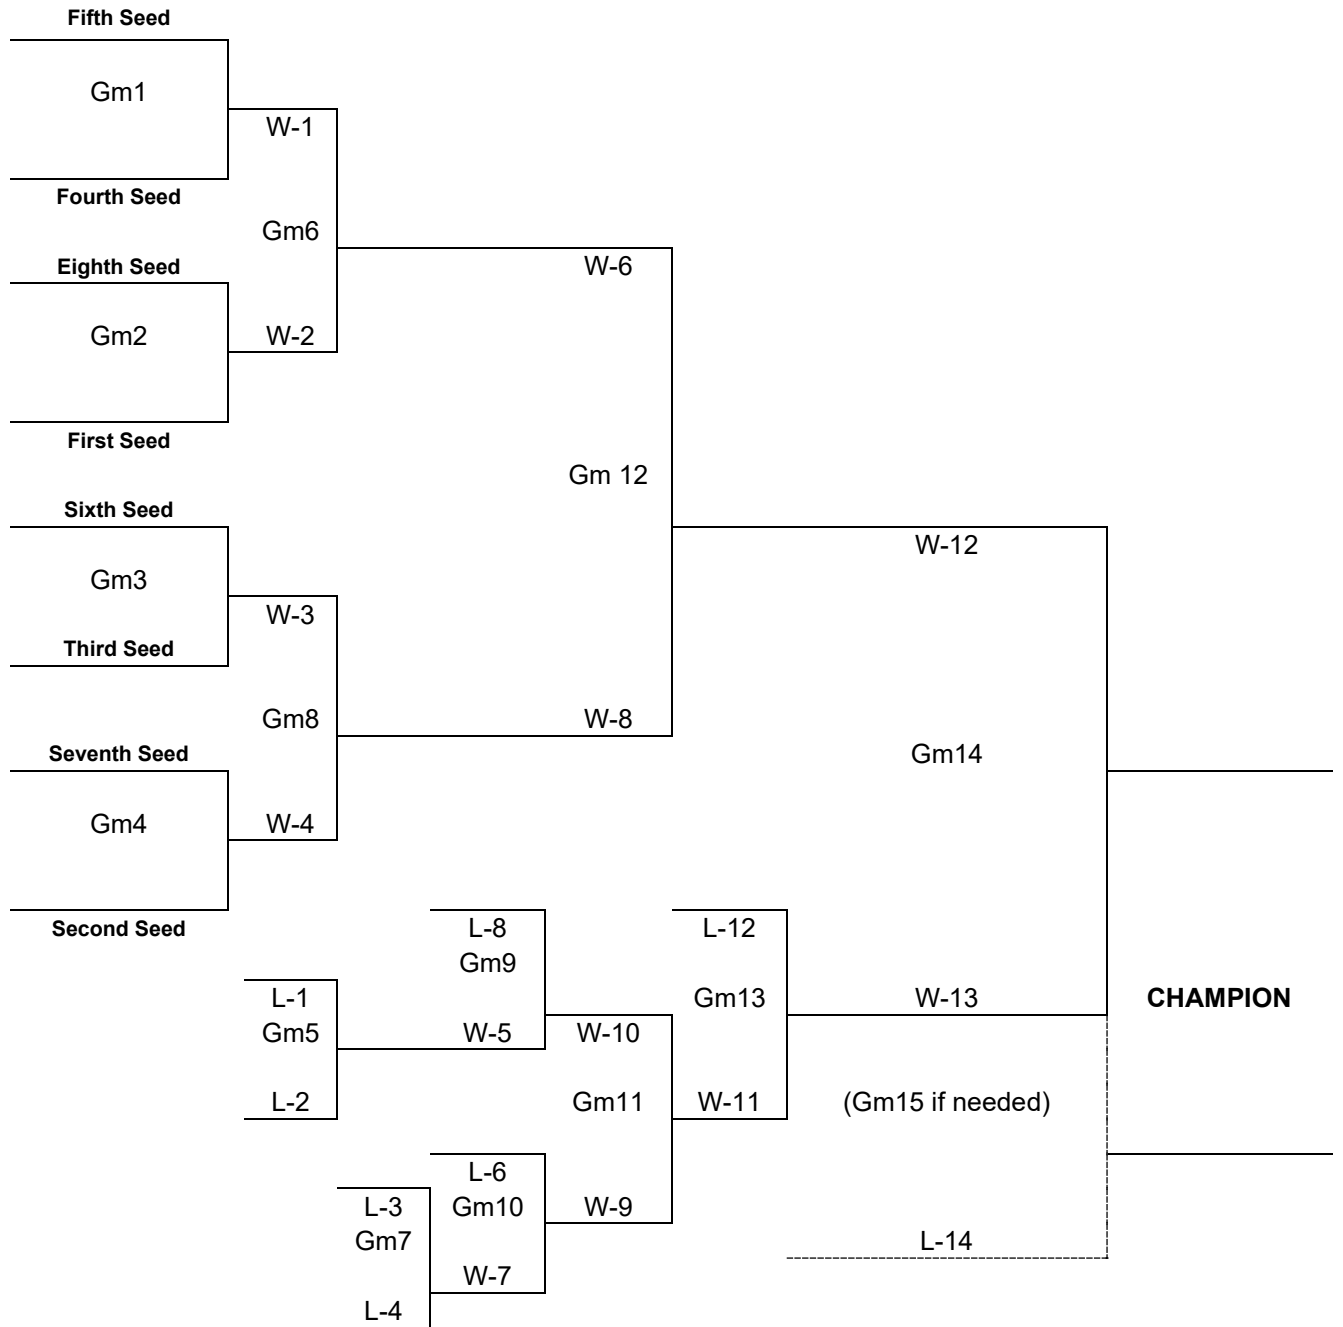 Fifth Seed
Gm1
W-1
Fourth Seed
Gm6
Eighth Seed
W-6
Gm2
W-2
First Seed
Gm 12
Sixth Seed
W-12
Gm3
W-3
Third Seed
Gm8
W-8
Seventh Seed
Gm14
Gm4
W-4
Second Seed
L-8
L-12
Gm9
L-1
Gm13
W-13
CHAMPION
Gm5
W-5
W-10
L-2
Gm11
W-11
(Gm15 if needed)
L-6
L-3
Gm10
W-9
Gm7
L-14
W-7
L-4